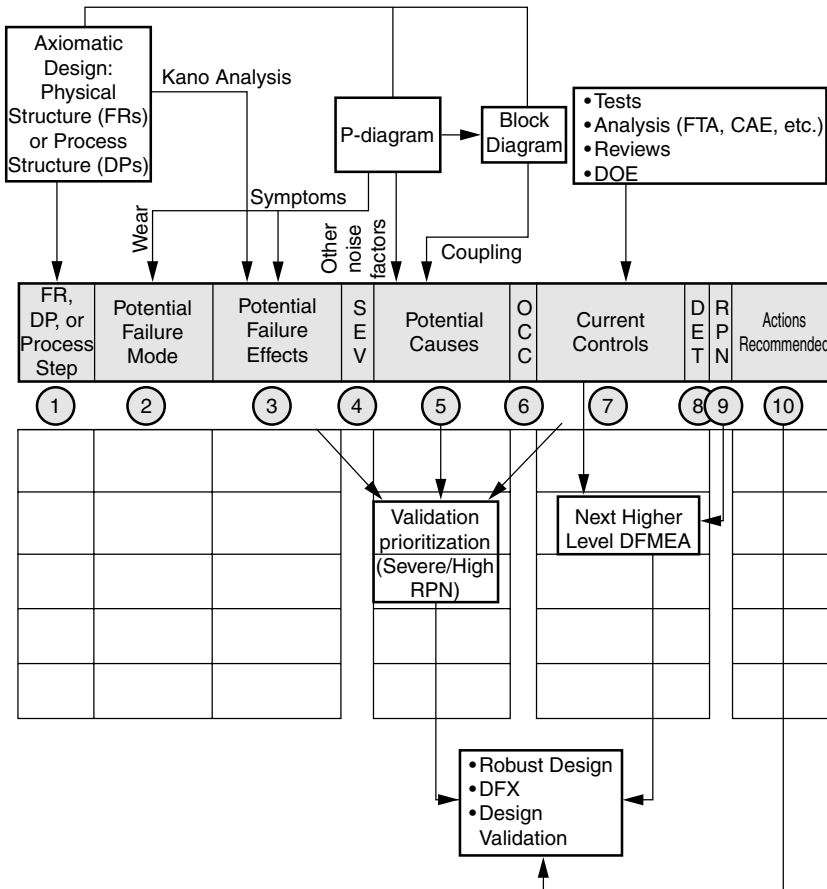 Axiomatic
Design:
Physical
Structure (FRs)
or Process
Structure (DPs)
Kano Analysis
P-diagram
Block
Diagram
•Tests
•Analysis (FTA, CAE, etc.)
•Reviews
•DOE
Wear
Symptoms
Other
noise
factors
Coupling
FR,
DP, or
Process
Step
Potential
Failure
Mode
Potential
Failure
Effects
S
E
V
Potential
Causes
O
C
C
Current
Controls
D
E
T
R
P
N
Actions
Recommended
1
2
3
4
5
6
7
8
9
10
Validation
prioritization
(Severe/High
RPN)
Next Higher
Level DFMEA
•Robust Design
•DFX
•Design
Validation